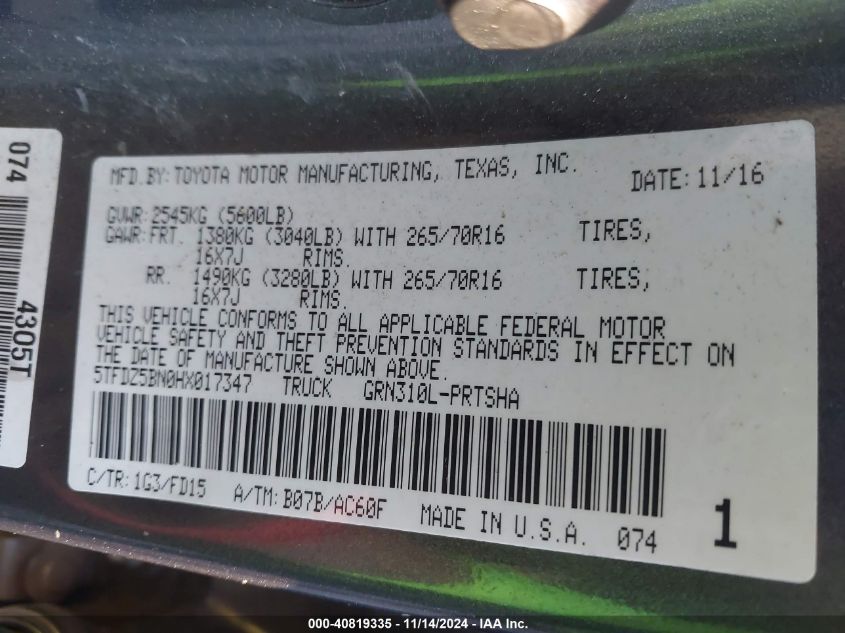 MFD.BY:TOYOTA MOTOR MANUFACTURING, TEXAS, INC. DATE:11/16
GVWR:2545KG (5600LB)
GAWR:FRT. 1380KG (3040LB) WITH 265/70R16 TIRES,
16X7J RIMS.
RR. 1490KG (3280LB) WITH 265/70R16 TIRES,
16X7J RIMS.
THIS VEHICLE CONFORMS TO ALL APPLICABLE FEDERAL MOTOR
VEHICLE SAFETY AND THEFT PREVENTION STANDARDS IN EFFECT ON
THE DATE OF MANUFACTURE SHOWN ABOVE.
5TFDZ5BN0HX017347 TRUCK GRN310L-PRTSHA
C/TR:1G3/FD15 A/TM:B07B/AC60F MADE IN U.S.A. 074 1
074 4305T
000-40819335 - 11/14/2024 - IAA Inc.